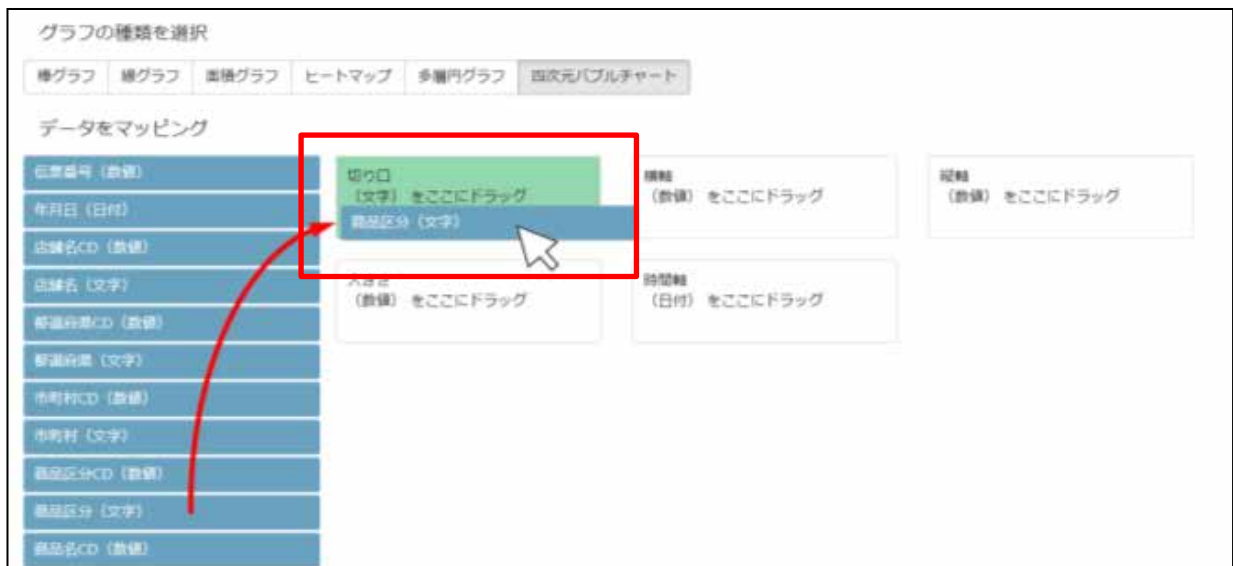 グラフの種類を選択
棒グラフ 線グラフ 面積グラフ ヒートマップ 多層円グラフ 四次元バブルチャート
データをマッピング
伝票番号（数値）
年月日（日付）
店舗名CD（数値）
店舗名（文字）
都道府県CD（数値）
都道府県（文字）
市町村CD（数値）
市町村（文字）
商品区分CD（数値）
商品区分（文字）
商品名CD（数値）
切り口
（文字） をここにドラッグ
商品区分（文字）
横軸
（数値） をここにドラッグ
縦軸
（数値） をここにドラッグ
大きさ
（数値） をここにドラッグ
時間軸
（日付） をここにドラッグ